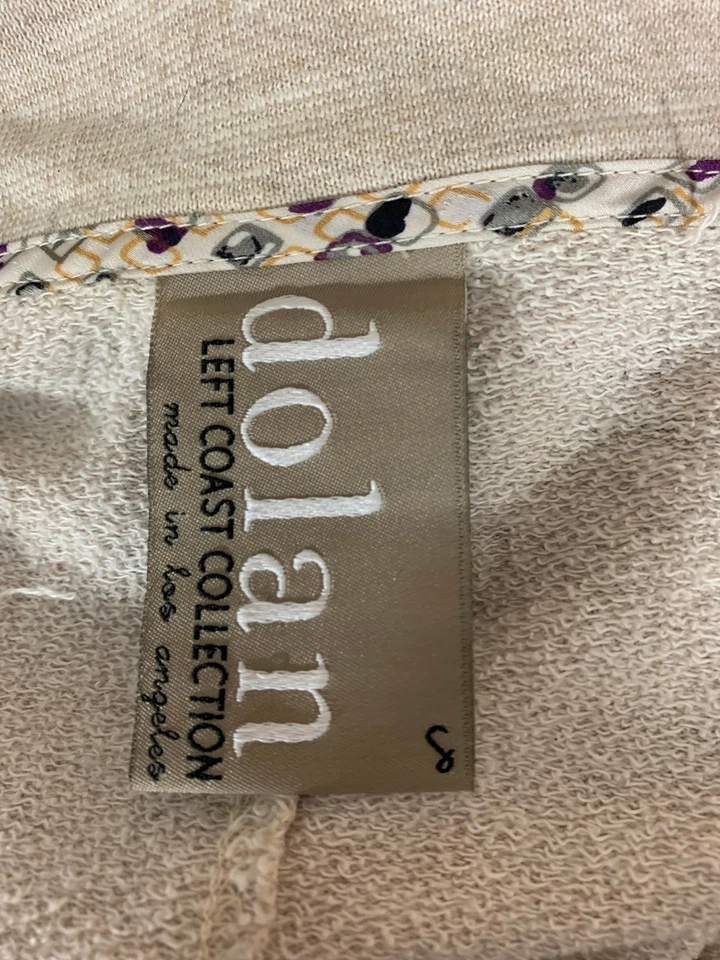 s
dolan
LEFT COAST COLLECTION
made in los angeles